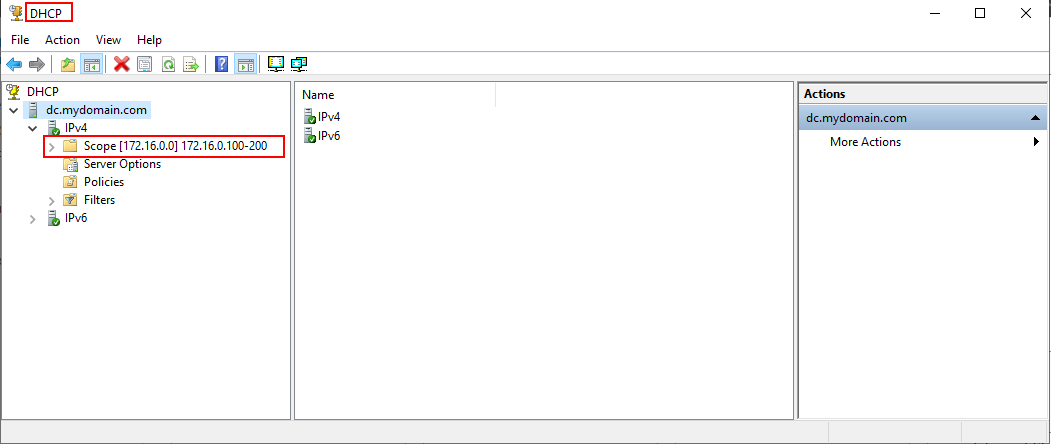 DHCP
File Action View Help
DHCP
dc.mydomain.com
IPv4
Scope [172.16.0.0] 172.16.0.100-200
Server Options
Policies
Filters
IPv6
Name
IPv4
IPv6
Actions
dc.mydomain.com
More Actions